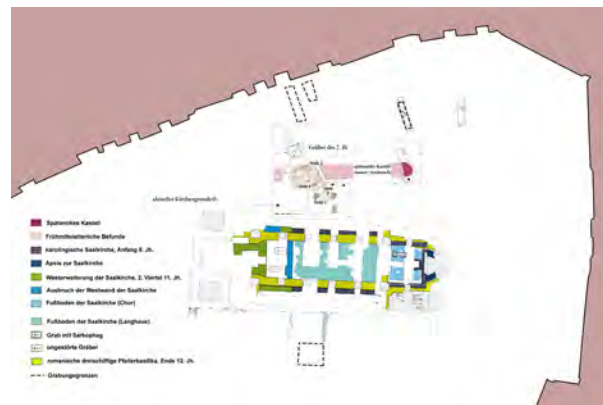 Gräber des 2. Jh
aktueller Kirchengrundriß
Spätantikes Kastell
Frühmittelalterliche Befunde
karolingische Saalkirche, Anfang 9. Jh.
Apsis zur Saalkirche
Westerweiterung der Saalkirche, 2. Viertel 11. Jh.
Ausbruch der Westwand der Saalkirche
Fußboden der Saalkirche (Chor)
Fußboden der Saalkirche (Langhaus)
Grab mit Sarkophag
ungestörte Gräber
romanische dreischiffige Pfeilerbasilika, Ende 12. Jh.
Grabungsgrenzen